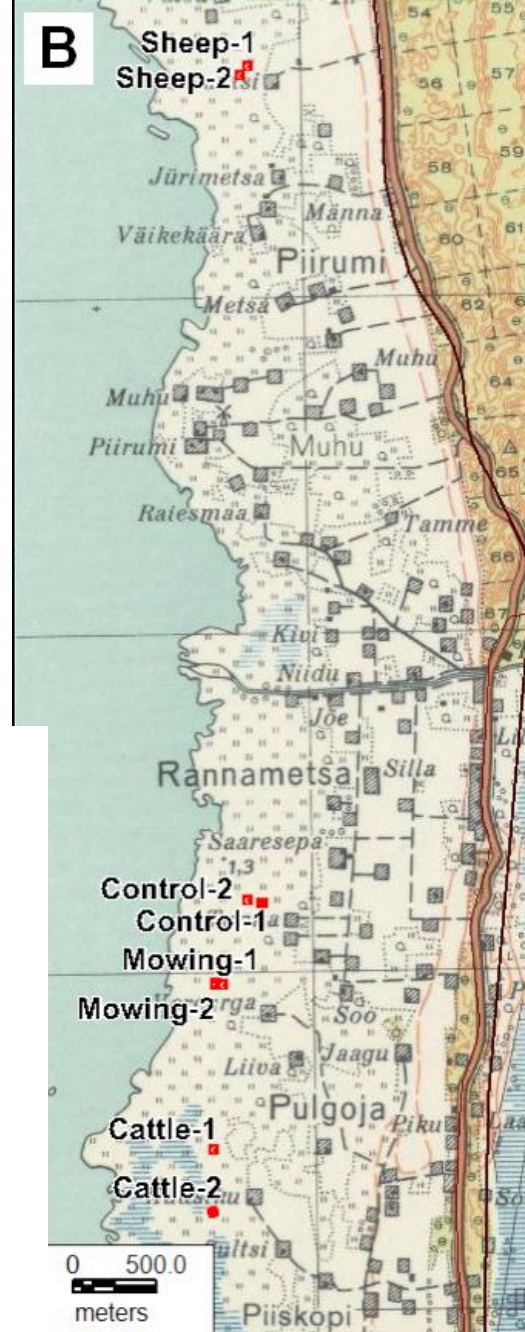 54
55
B
Sheep-1
Sheep-2
56
57
Jürimetsa
58
59
Männa
Väikekäära
60
61
Piirumi
Metsa
62
Muhu
64
Muhu
Piirumi
Muhu
65
Raiesmaa
Tamme
66
67
Kivi
Niidu
Jõe
Rannametsa
Silla
Saaresepa
1,3
Control-2
Control-1
Mowing-1
Mowing-2
Soo
Liiva
Jaagu
Pulgoja
Piku
Cattle-1
Cattle-2
0 500.0
meters
Piiskopi